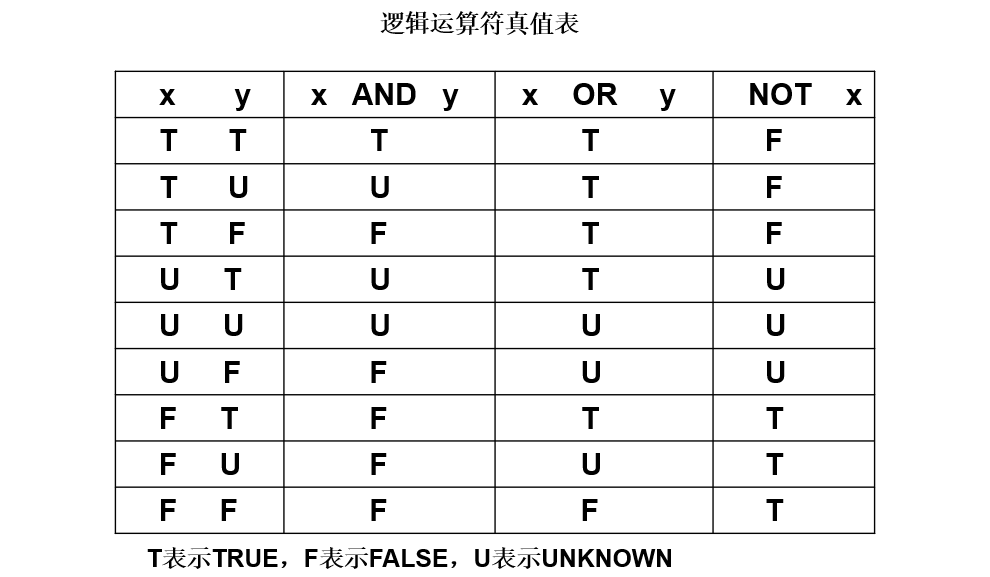 逻辑运算符真值表
x y x AND y x OR y NOT x
T T T T F
T U U T F
T F F T F
U T U T U
U U U U U
U F F U U
F T F T T
F U F U T
F F F F T
T表示TRUE，F表示FALSE，U表示UNKNOWN